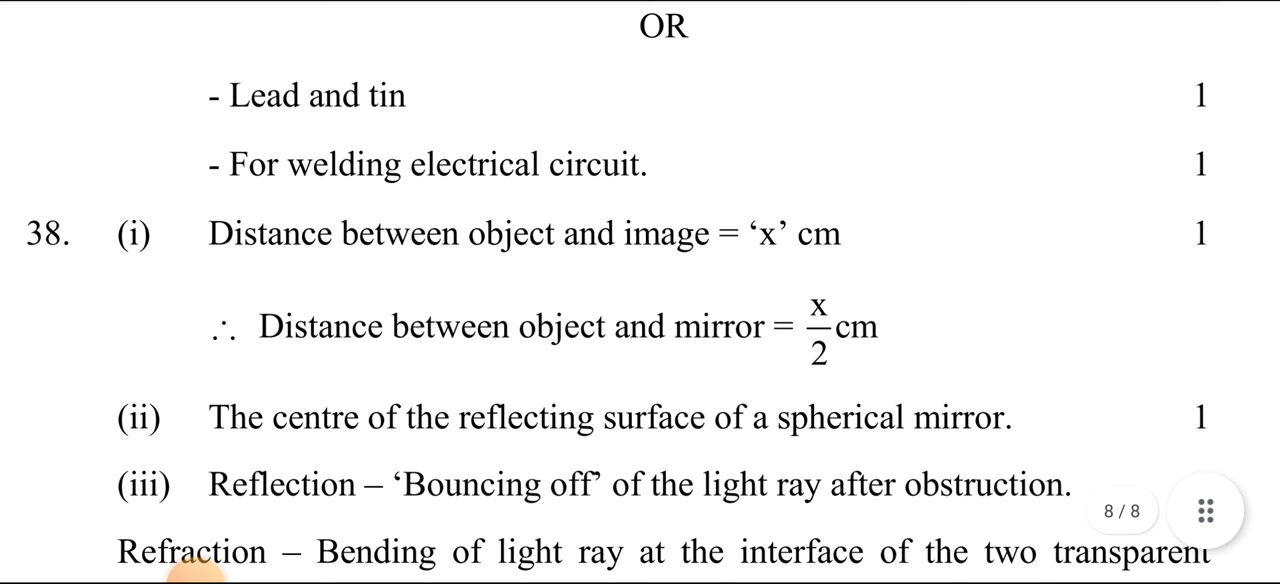 OR
- Lead and tin 1
- For welding electrical circuit. 1
38. (i) Distance between object and image = ‘x’ cm 1
∴ Distance between object and mirror = x/2 cm
(ii) The centre of the reflecting surface of a spherical mirror. 1
(iii) Reflection – ‘Bouncing off’ of the light ray after obstruction.
8 / 8
Refraction – Bending of light ray at the interface of the two transparent